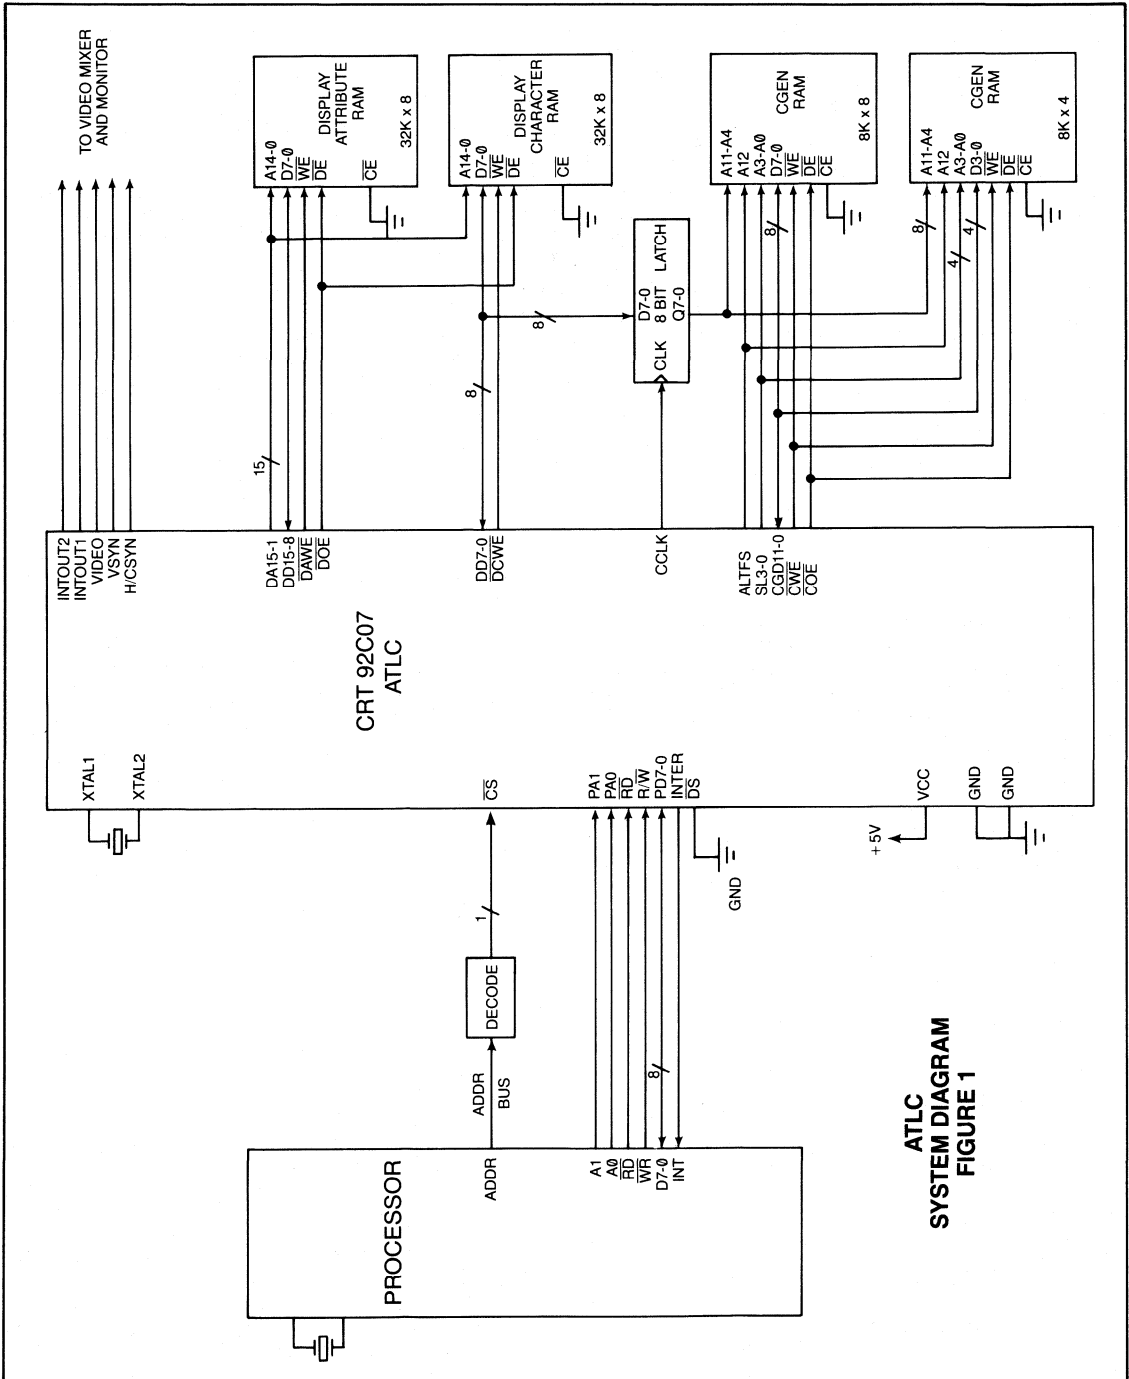 TO VIDEO MIXER
AND MONITOR
DISPLAY
ATTRIBUTE
RAM
32K x 8
A14-0
D7-0
WE
DE
CE
DISPLAY
CHARACTER
RAM
32K x 8
A14-0
D7-0
WE
DE
CE
CGEN
RAM
8K x 8
A11-A4
A12
A3-A0
D7-0
WE
DE
CE
CGEN
RAM
8K x 4
A11-A4
A12
A3-A0
D3-0
WE
DE
CE
8
8
4
4
D7-0
8 BIT LATCH
Q7-0
CLK
8
8
15
INTOUT2
INTOUT1
VIDEO
VSYN
H/CSYN
DA15-1
DD15-8
DAWE
DOE
DD7-0
DCWE
CCLK
ALTFS
SL3-0
CGD11-0
CWE
COE
CRT 92C07
ATLC
XTAL1
XTAL2
CS
PA1
PA0
RD
R/W
PD7-0
INTER
DS
VCC
GND
GND
+5V
GND
1
DECODE
ADDR
BUS
8
ADDR
A1
A0
RD
WR
D7-0
INT
PROCESSOR
ATLC
SYSTEM DIAGRAM
FIGURE 1